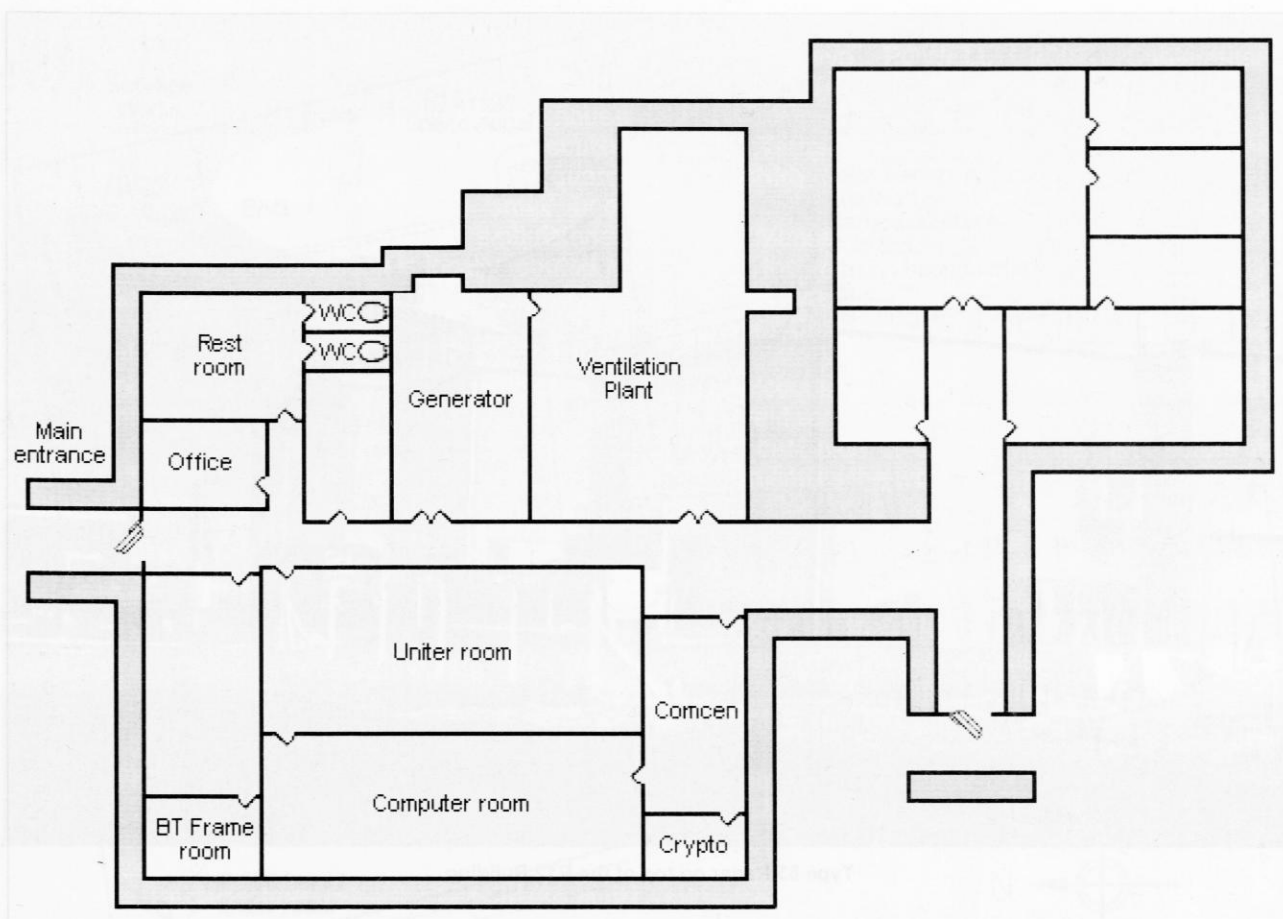 WC
WC
Rest
room
Ventilation
Plant
Generator
Main
entrance
Office
Uniter room
Comcen
Computer room
BT Frame
room
Crypto